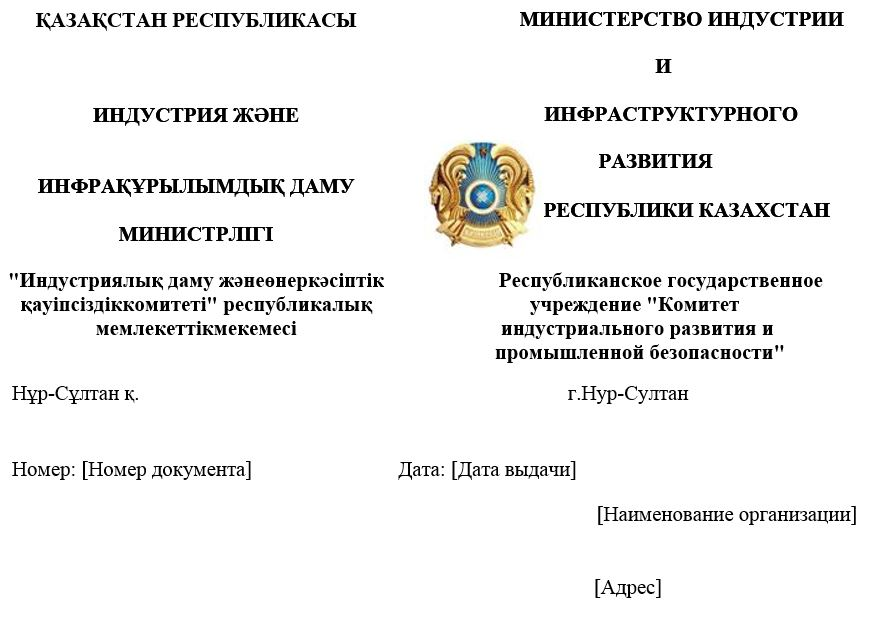 ҚАЗАҚСТАН РЕСПУБЛИКАСЫ
ИНДУСТРИЯ ЖӘНЕ
ИНФРАҚҰРЫЛЫМДЫҚ ДАМУ
МИНИСТРЛІГІ
"Индустриялық даму жәнеөнеркәсіптік
қауіпсіздіккомитеті" республикалық
мемлекеттікмекемесі
МИНИСТЕРСТВО ИНДУСТРИИ
И
ИНФРАСТРУКТУРНОГО
РАЗВИТИЯ
РЕСПУБЛИКИ КАЗАХСТАН
Республиканское государственное
учреждение "Комитет
индустриального развития и
промышленной безопасности"
Нұр-Сұлтан қ.
г.Нур-Султан
Номер: [Номер документа]
Дата: [Дата выдачи]
[Наименование организации]
[Адрес]